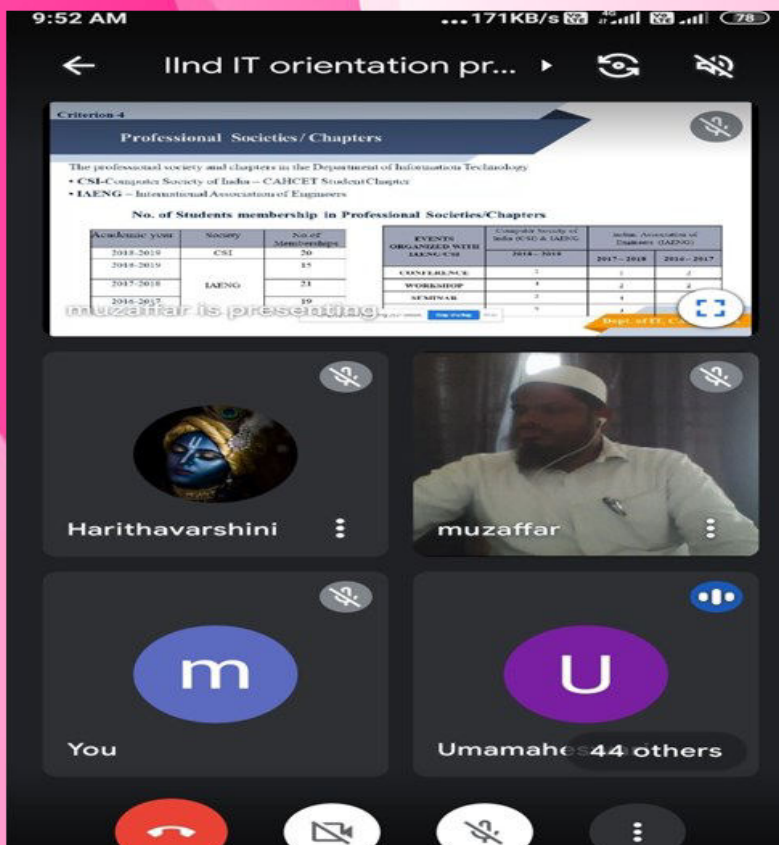 9:52 AM
...171KB/s 4G 78
IInd IT orientation pr...
Criterion 4
Professional Societies / Chapters
The professional society and chapters in the Department of Information Technology
• CSI-Computer Society of India – CAHCET Student Chapter
• IAENG – International Association of Engineers
No. of Students membership in Professional Societies/Chapters
Academic year Society No.of Memberships
2018-2019 CSI 20
2018-2019 15
2017-2018 IAENG 21
2016-2017 19
EVENTS ORGANIZED WITH IAENG/CSI
Computer Society of India (CSI) & IAENG
Engineers (IAENG)
2018-2019 2017-2018 2016-2017
CONFERENCE 2 1 2
WORKSHOP
SEMINAR
muzaffar is presenting
Dept. of IT, C
Harithavarshini
muzaffar
m
You
U
Umamahes
44 others